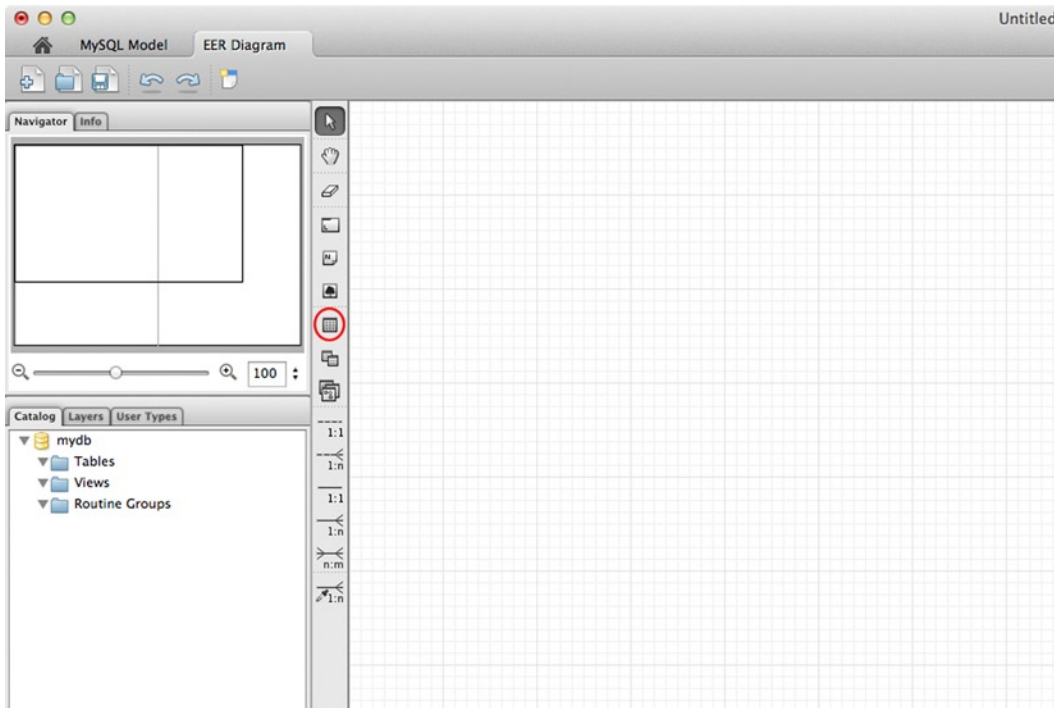 Untitled
MySQL Model
EER Diagram
Navigator
Info
100
Catalog
Layers
User Types
mydb
Tables
Views
Routine Groups
N
1:1
1:n
1:1
1:n
n:m
1:n